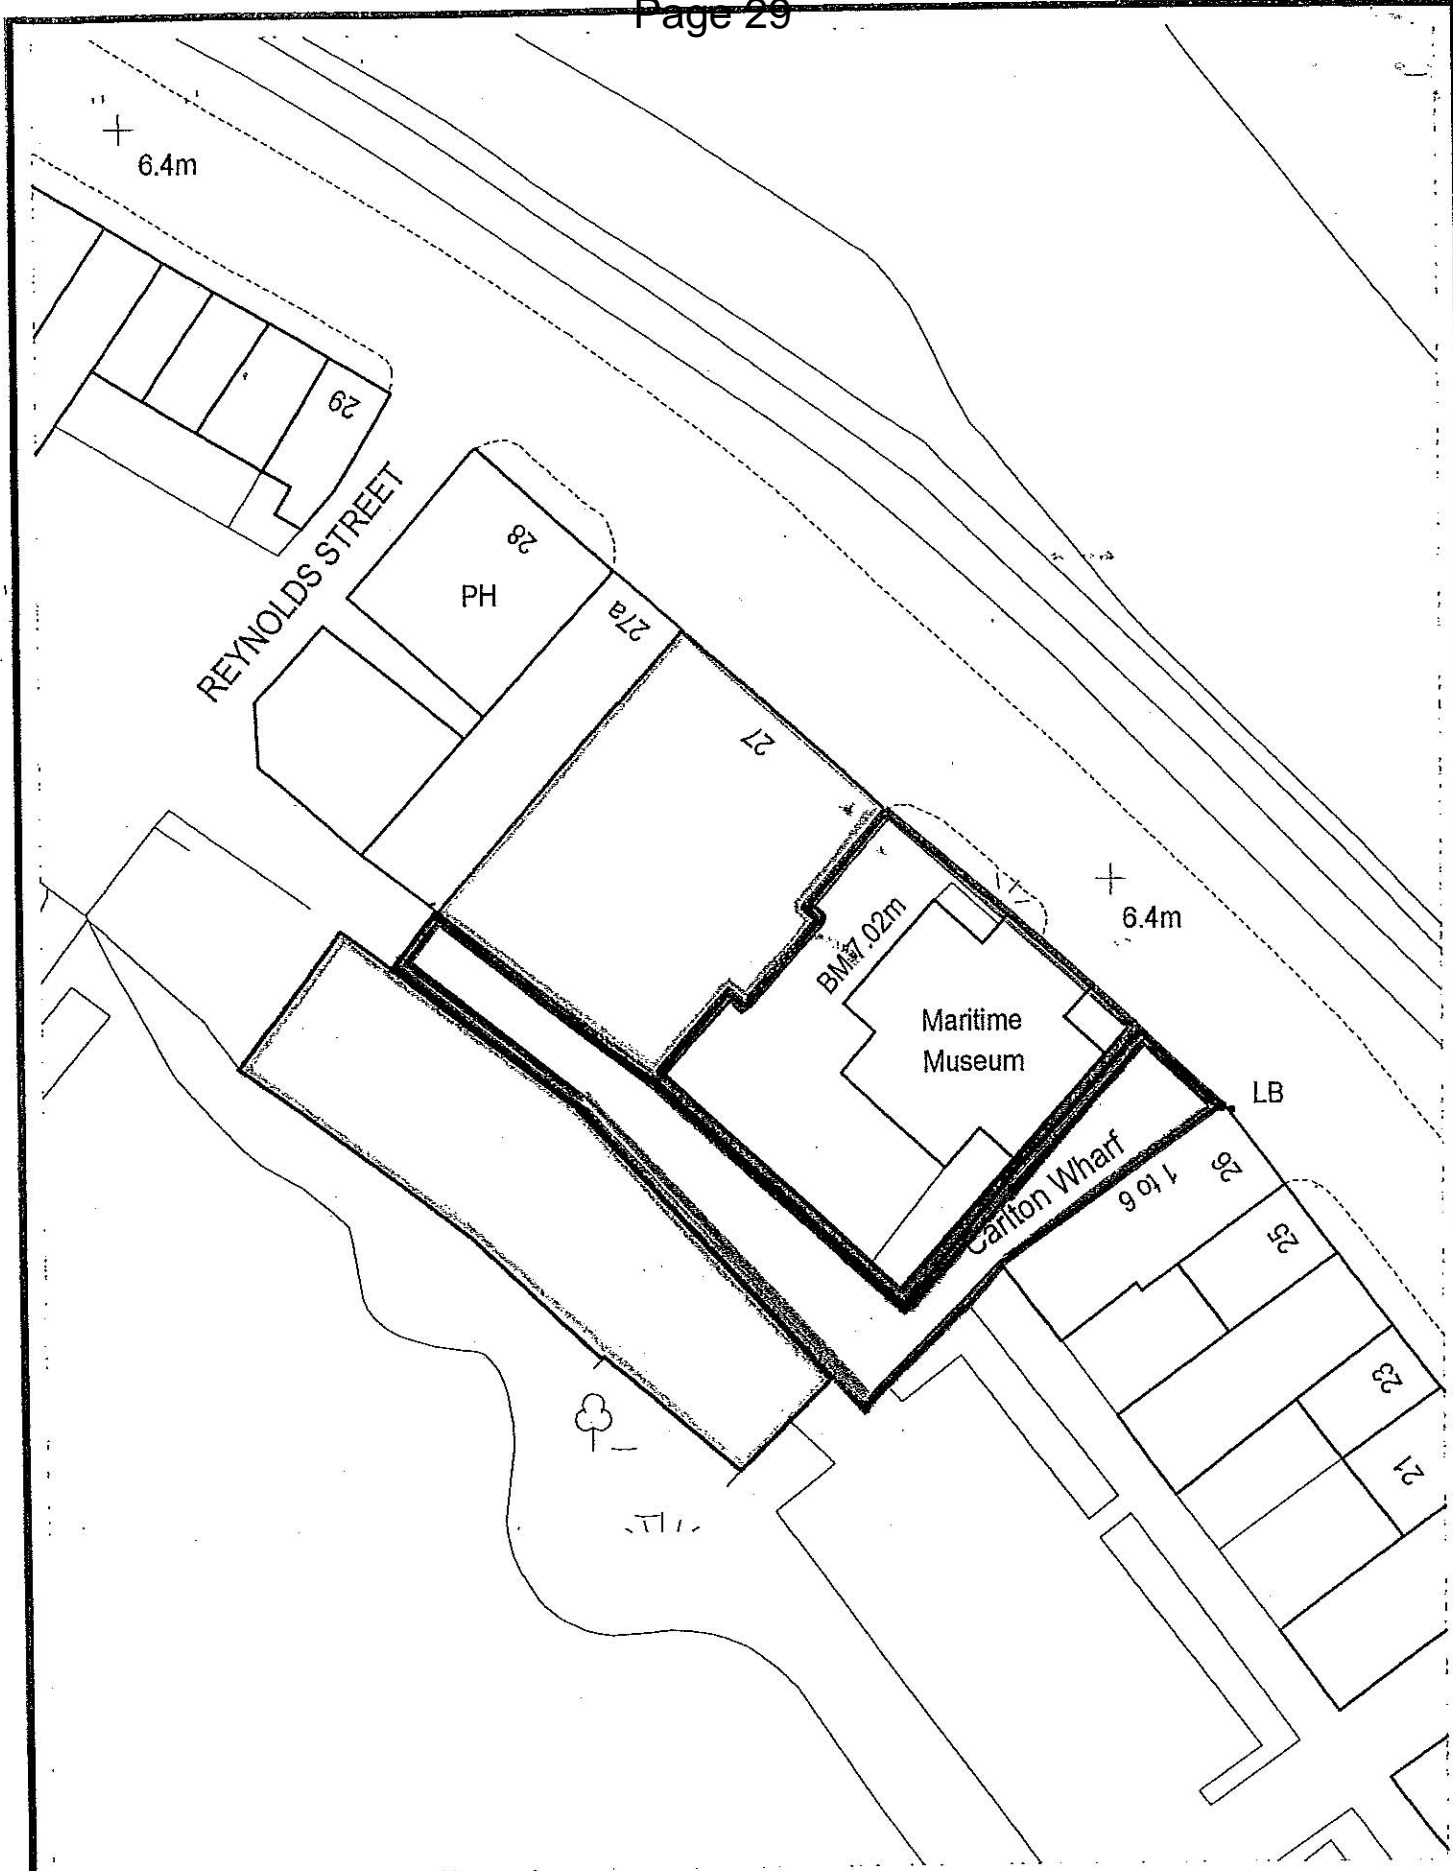 Page 29
6.4m
29
REYNOLDS STREET
28
PH
27a
27
BM 7.02m
6.4m
Maritime
Museum
LB
Carlton Wharf
1 to 6
26
25
23
21